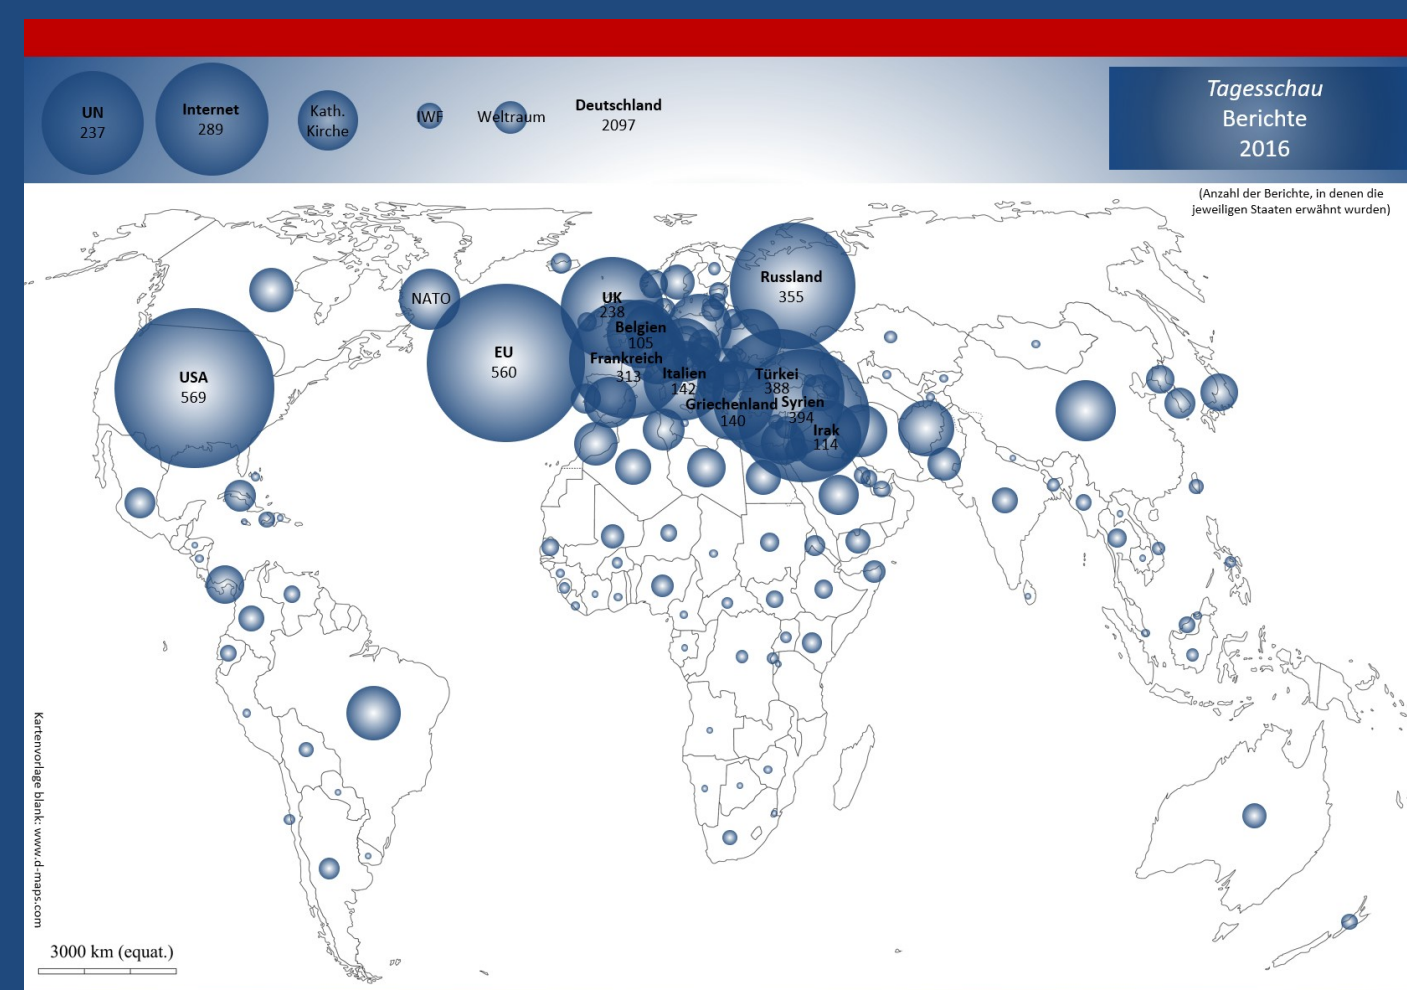 UN
237
Internet
289
Kath.
Kirche
IWF
Weltraum
Deutschland
2097
Tagesschau
Berichte
2016
(Anzahl der Berichte, in denen die
jeweiligen Staaten erwähnt wurden)
NATO
Russland
355
UK
238
Belgien
105
EU
560
Frankreich
313
Italien
142
Türkei
388
USA
569
Griechenland
140
Syrien
394
Irak
114
Kartenvorlage blank: www.d-maps.com
3000 km (equat.)